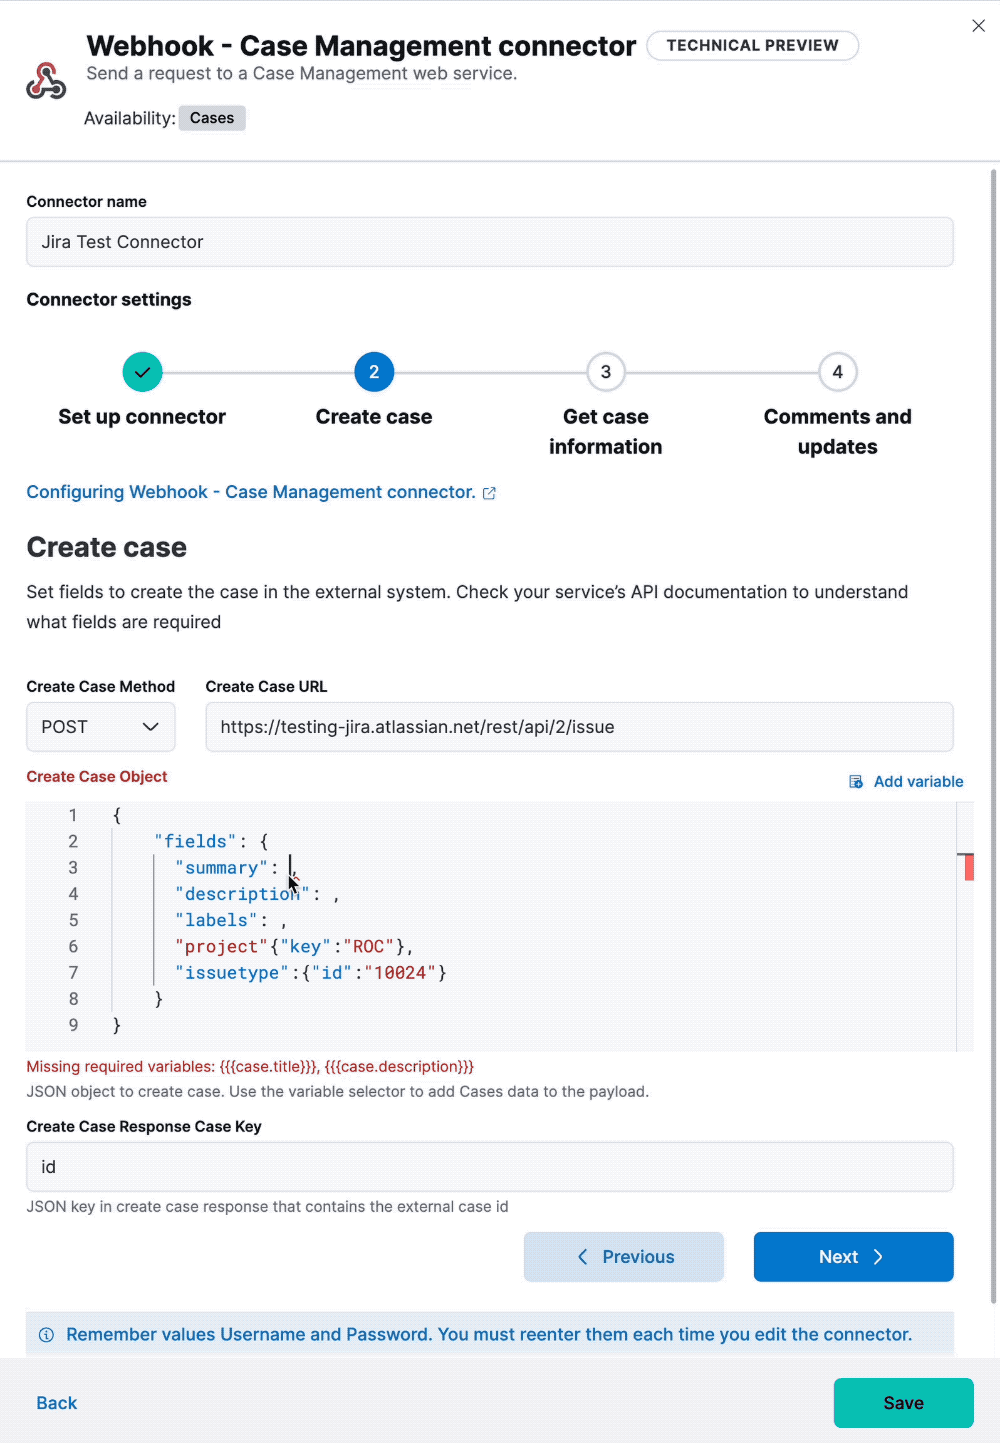 Webhook - Case Management connector TECHNICAL PREVIEW
Send a request to a Case Management web service.
Availability: Cases
Connector name
Jira Test Connector
Connector settings
2 3 4
Set up connector Create case Get case information Comments and updates
Configuring Webhook - Case Management connector.
Create case
Set fields to create the case in the external system. Check your service’s API documentation to understand
what fields are required
Create Case Method Create Case URL
POST https://testing-jira.atlassian.net/rest/api/2/issue
Create Case Object Add variable
1 {
2 "fields": {
3 "summary": ,
4 "description": ,
5 "labels": ,
6 "project"{"key":"ROC"},
7 "issuetype":{"id":"10024"}
8 }
9 }
Missing required variables: {{{case.title}}}, {{{case.description}}}
JSON object to create case. Use the variable selector to add Cases data to the payload.
Create Case Response Case Key
id
JSON key in create case response that contains the external case id
Previous Next
Remember values Username and Password. You must reenter them each time you edit the connector.
Back Save